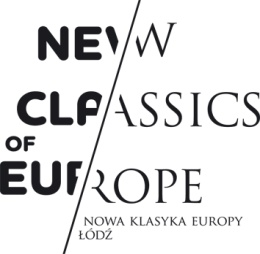 NEW
CLASSICS
OF
EUROPE
NOWA KLASYKA EUROPY
ŁÓDŹ